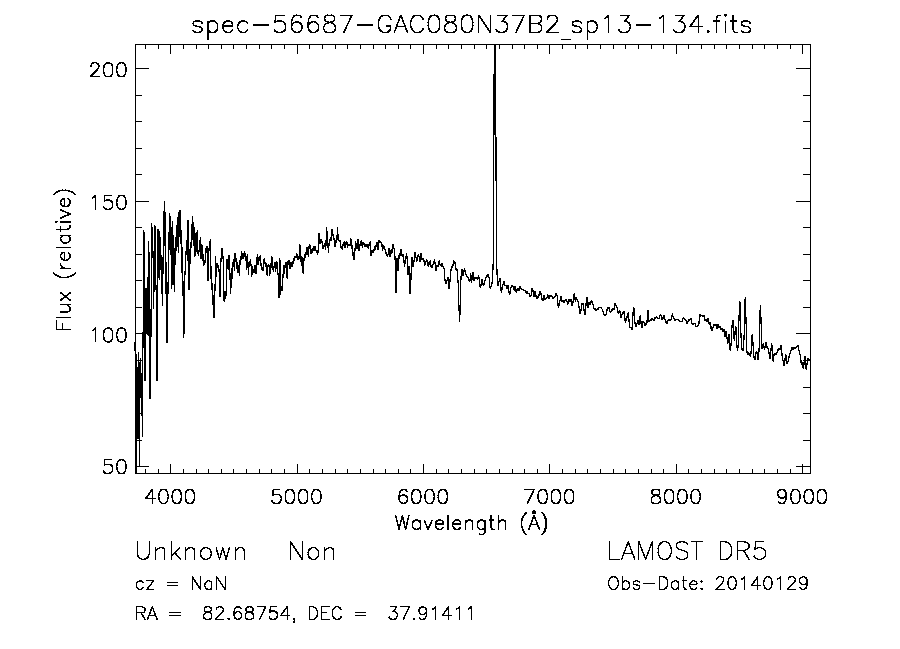 spec-56687-GAC080N37B2_sp13-134.fits
200
150
100
50
Flux (relative)
4000 5000 6000 7000 8000 9000
Wavelength (Å)
Unknown Non LAMOST DR5
cz = NaN Obs-Date: 20140129
RA = 82.68754, DEC = 37.91411